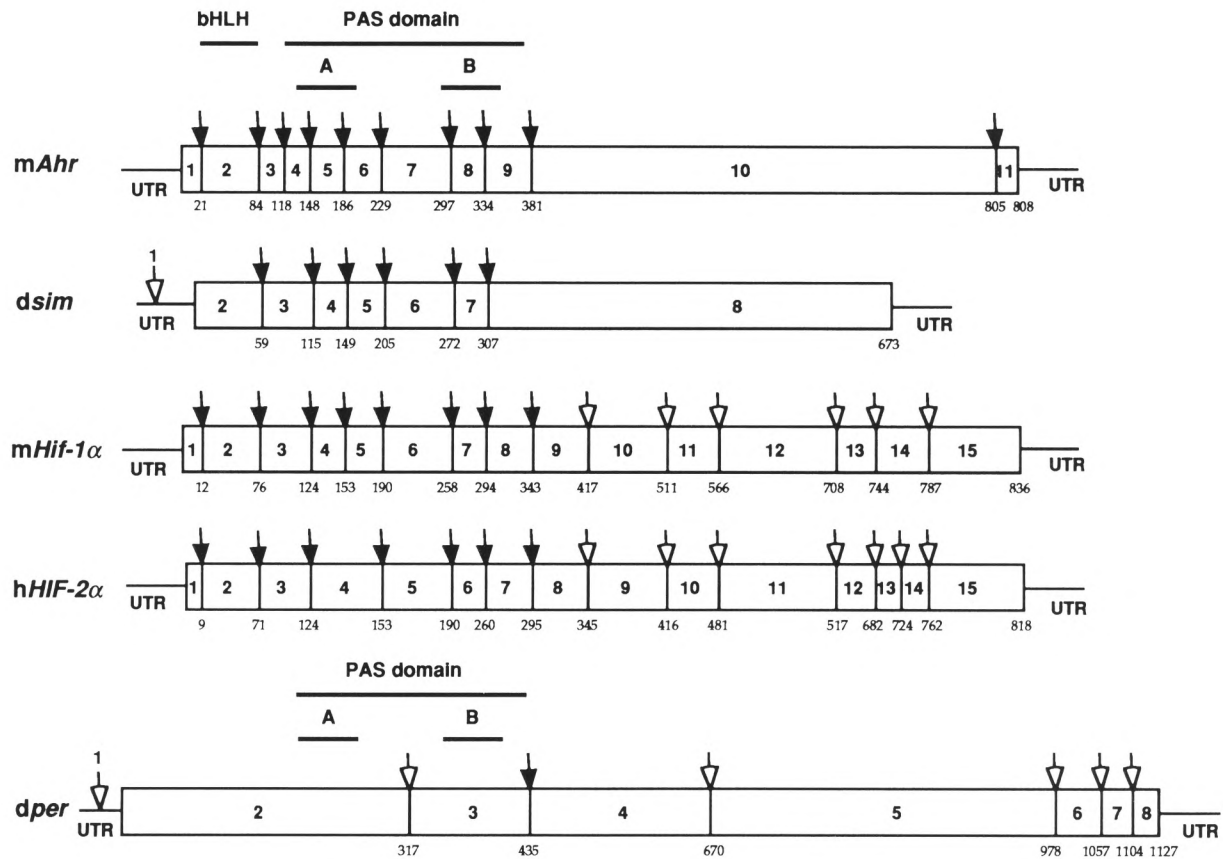 bHLH PAS domain
A B
mAhr
1 2 3 4 5 6 7 8 9 10 11
UTR UTR
21 84 118 148 186 229 297 334 381 805 808
1
dsim
2 3 4 5 6 7 8
UTR UTR
59 115 149 205 272 307 673
mHif-1α
1 2 3 4 5 6 7 8 9 10 11 12 13 14 15
UTR UTR
12 76 124 153 190 258 294 343 417 511 566 708 744 787 836
hHIF-2α
1 2 3 4 5 6 7 8 9 10 11 12 13 14 15
UTR UTR
9 71 124 153 190 260 295 345 416 481 517 682 724 762 818
PAS domain
A B
1
dper
2 3 4 5 6 7 8
UTR UTR
317 435 670 978 1057 1104 1127